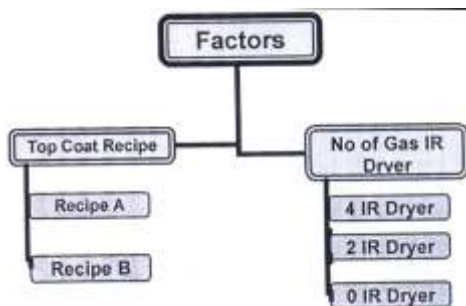 Factors
Top Coat Recipe
No of Gas IR
Dryer
Recipe A
Recipe B
4 IR Dryer
2 IR Dryer
0 IR Dryer